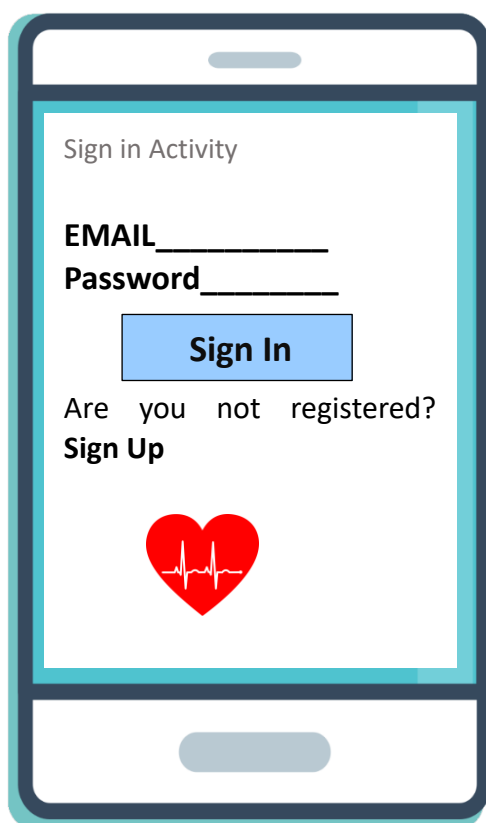 Sign in Activity
EMAIL__________
Password________
Sign In
Are you not registered?
Sign Up